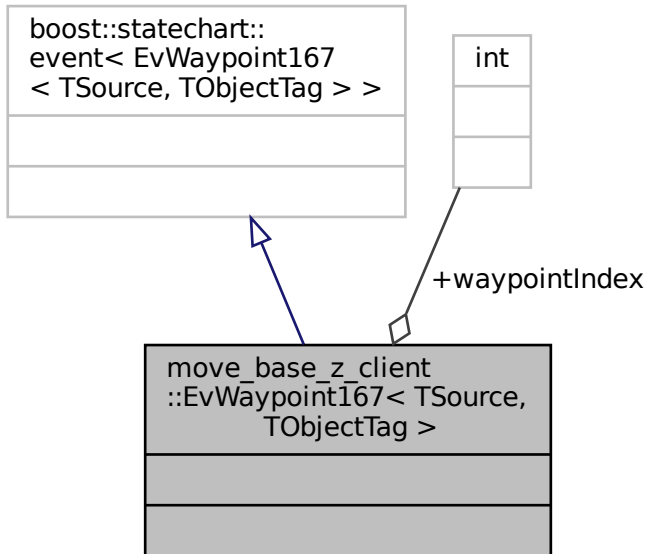 boost::statechart::
event< EvWaypoint167
< TSource, TObjectTag > >
int
+waypointIndex
move_base_z_client
::EvWaypoint167< TSource,
TObjectTag >